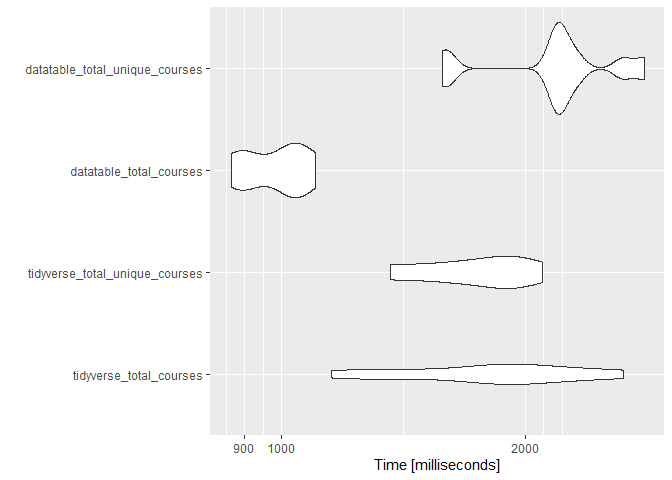 datatable_total_unique_courses
datatable_total_courses
tidyverse_total_unique_courses
tidyverse_total_courses
900 1000 2000
Time [milliseconds]